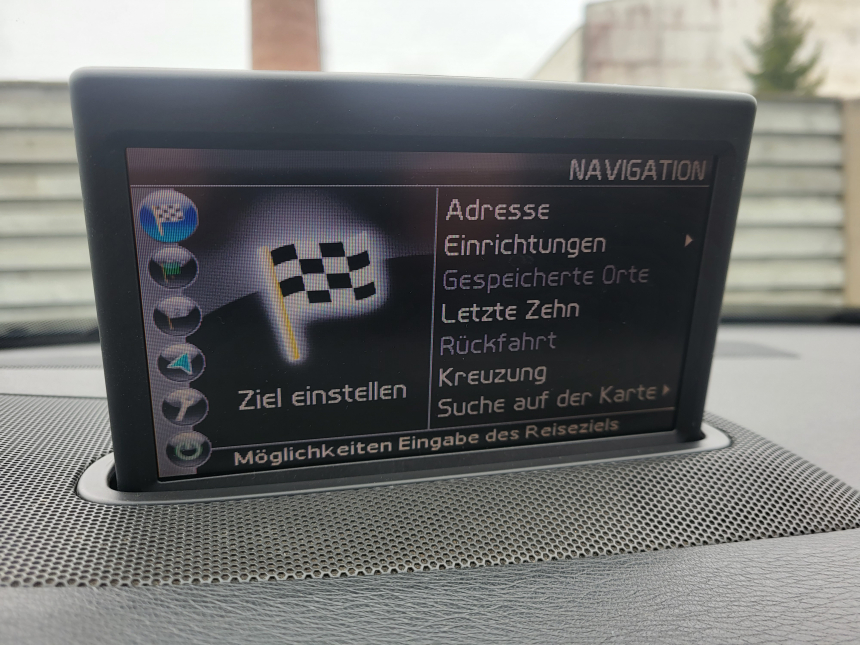 NAVIGATION
Adresse
Einrichtungen
Gespeicherte Orte
Letzte Zehn
Rückfahrt
Kreuzung
Suche auf der Karte
Ziel einstellen
Möglichkeiten Eingabe des Reiseziels